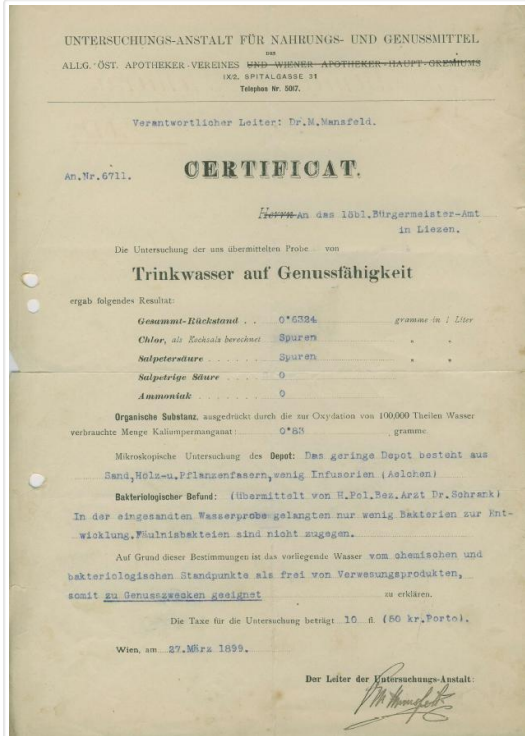 UNTERSUCHUNGS-ANSTALT FÜR NAHRUNGS- UND GENUSSMITTEL
DES
ALLG. ÖST. APOTHEKER-VEREINES UND WIENER APOTHEKER-HAUPT-GREMIUMS
IX/2, SPITALGASSE 31
Telephon Nr. 5017.
Verantwortlicher Leiter: Dr.M.Mansfeld.
CERTIFICAT.
An.Nr.6711.
Herrn An das löbl.Bürgermeister-Amt
in Liezen.
Die Untersuchung der uns übermittelten Probe von
Trinkwasser auf Genussfähigkeit
ergab folgendes Resultat:
Gesammt-Rückstand . . 0*6324 gramme in 1 Liter
Chlor, als Kochsalz berechnet Spuren " "
Salpetersäure . . . . . Spuren " "
Salpetrige Säure . . . . 0
Ammoniak . . . . . . . 0
Organische Substanz, ausgedrückt durch die zur Oxydation von 100,000 Theilen Wasser
verbrauchte Menge Kaliumpermanganat: 0*83 gramme
Mikroskopische Untersuchung des Depot: Das geringe Depot besteht aus
Sand,Holz-u.Pflanzenfasern,wenig Infusorien (Aelchen)
Bakteriologischer Befund: (übermittelt von H.Pol.Bez.Arzt Dr.Schrank)
In der eingesandten Wasserprobe gelangten nur wenig Bakterien zur Ent-
wicklung.Fäulnisbakteien sind nicht zugegen.
Auf Grund dieser Bestimmungen ist das vorliegende Wasser vom chemischen und
bakteriologischen Standpunkte als frei von Verwesungsprodukten,
somit zu Genusszwecken geeignet zu erklären.
Die Taxe für die Untersuchung beträgt 10 fl. (50 kr.Porto).
Wien, am 27.März 1899.
Der Leiter der Untersuchungs-Anstalt: